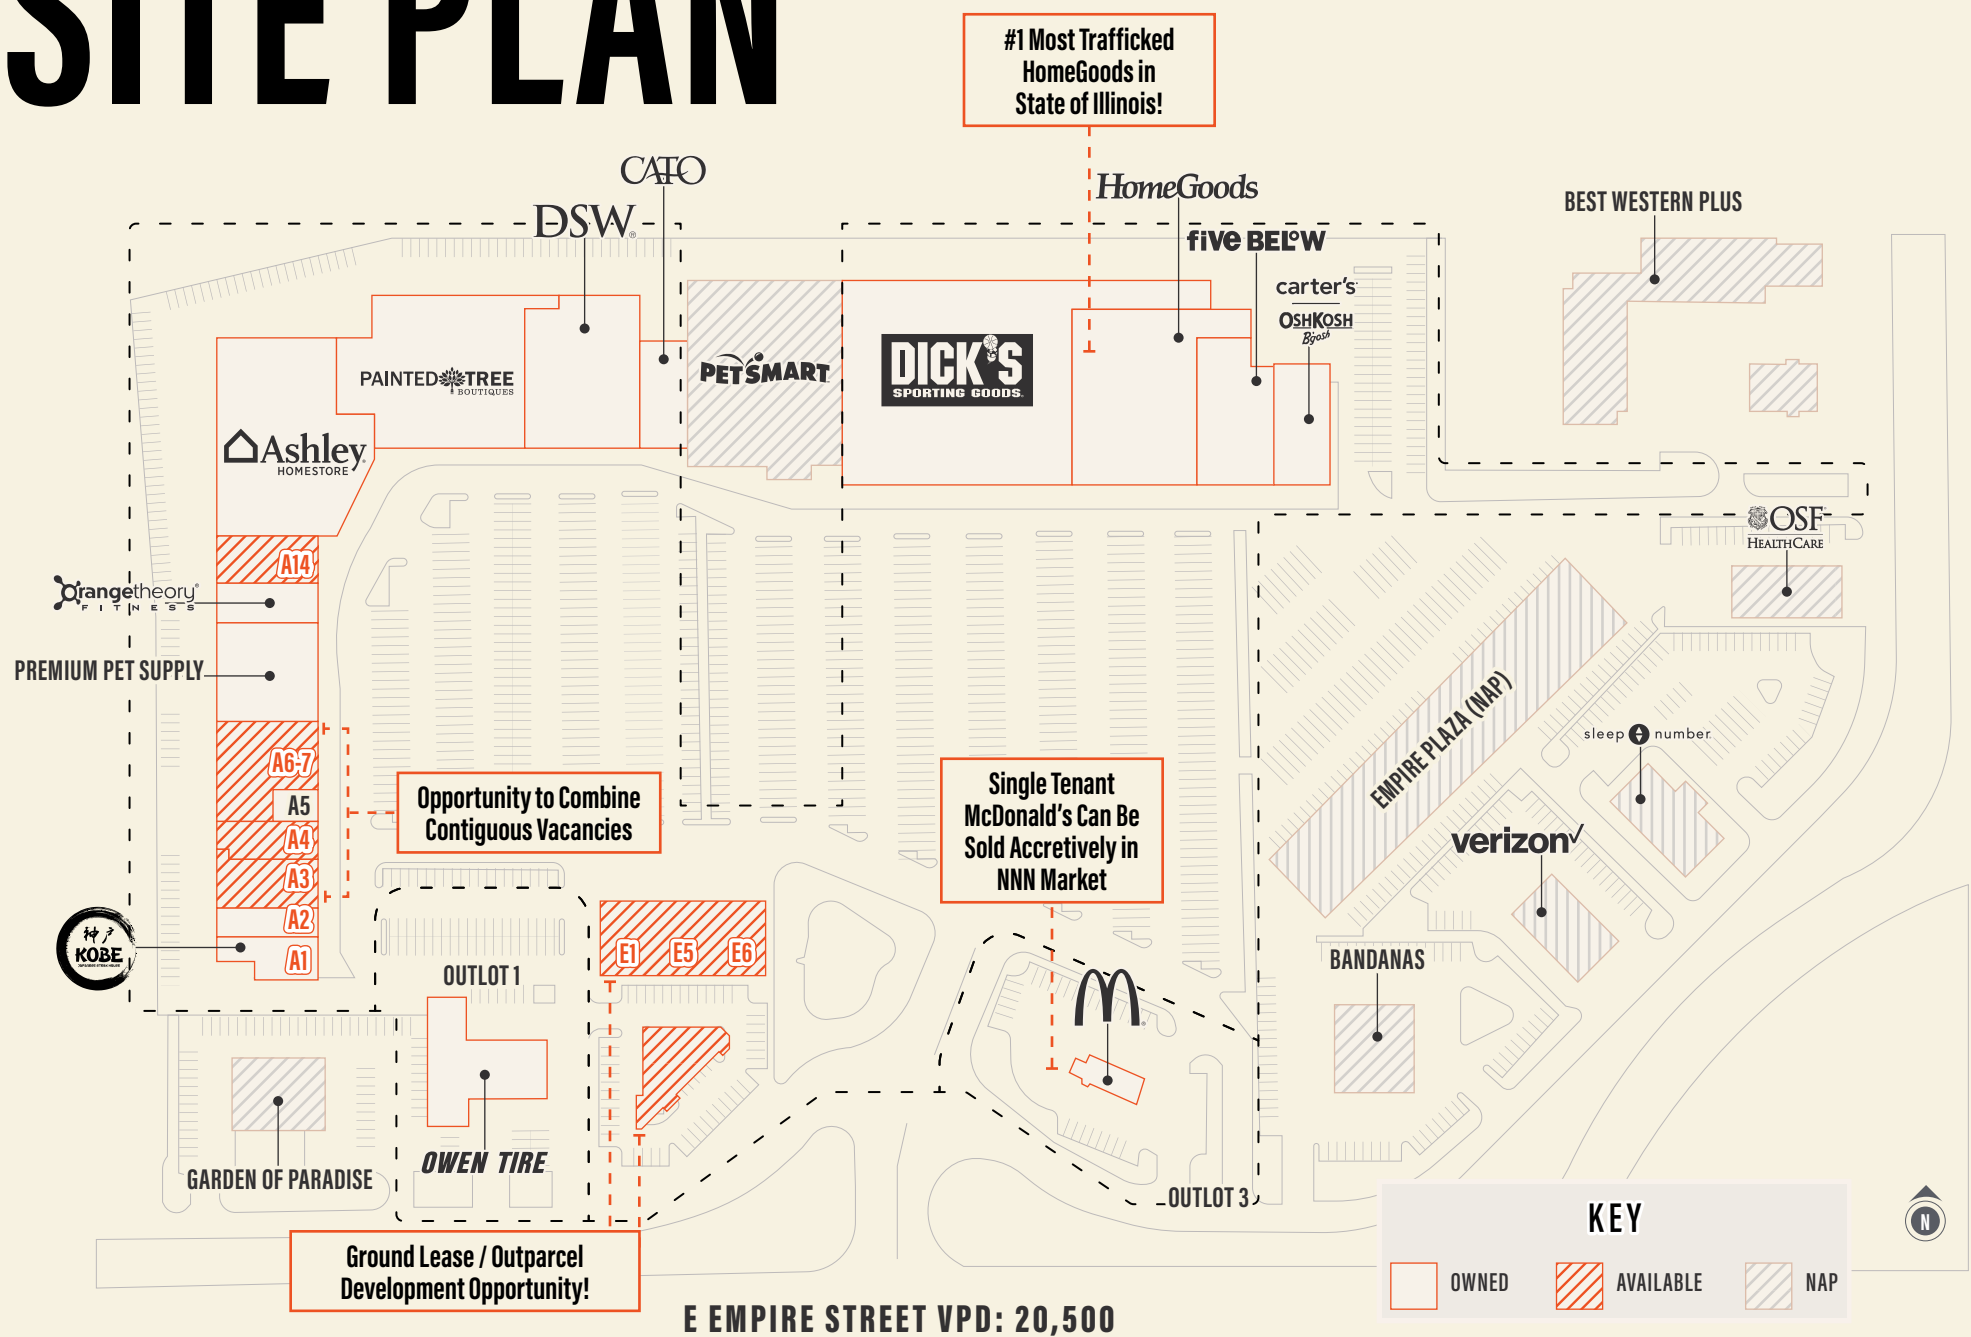 SITE PLAN
#1 Most Trafficked
HomeGoods in
State of Illinois!
CATO
DSW
HomeGoods
five BELOW
carter's
OSHKOSH
B'gosh
BEST WESTERN PLUS
PAINTED TREE
BOUTIQUES
PETSMART
DICK'S
SPORTING GOODS
Ashley
HOMESTORE
OSF
HEALTHCARE
A14
Orangetheory
FITNESS
PREMIUM PET SUPPLY
A6-7
A5
A4
A3
A2
A1
Opportunity to Combine
Contiguous Vacancies
Single Tenant
McDonald's Can Be
Sold Accretively in
NNN Market
EMPIRE PLAZA (NAP)
sleep number
verizon
BANDANAS
神戸
KOBE
JAPANESE STEAKHOUSE
OUTLOT 1
E1
E5
E6
OWEN TIRE
GARDEN OF PARADISE
OUTLOT 3
Ground Lease / Outparcel
Development Opportunity!
E EMPIRE STREET VPD: 20,500
KEY
OWNED
AVAILABLE
NAP
N